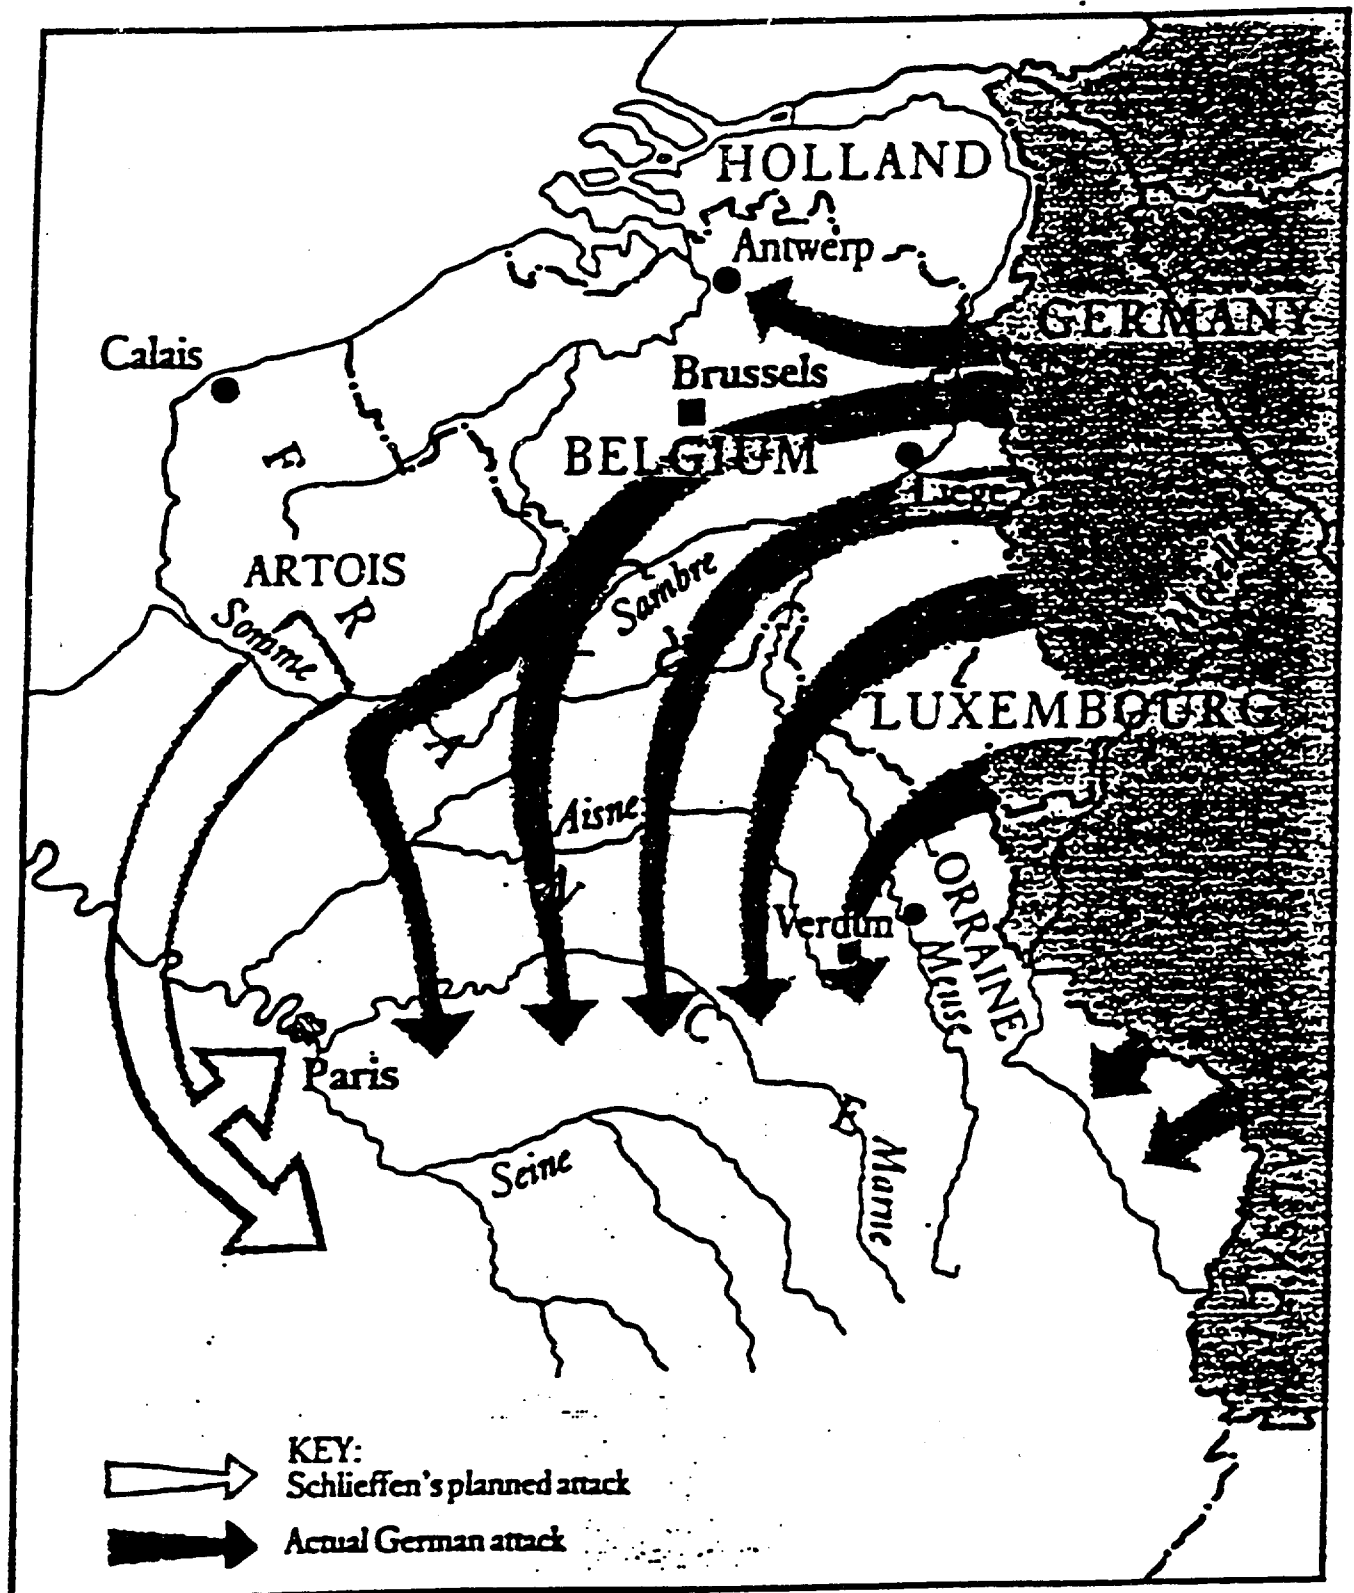 HOLLAND
Antwerp
GERMANY
Calais
Brussels
BELGIUM
Liege
F
ARTOIS
R
Somme
Sambre
Moselle
LUXEMBOURG
A
Aisne
N
Verdun
LORRAINE
Meuse
C
Paris
E
Marne
Seine
KEY:
Schlieffen's planned attack
Actual German attack